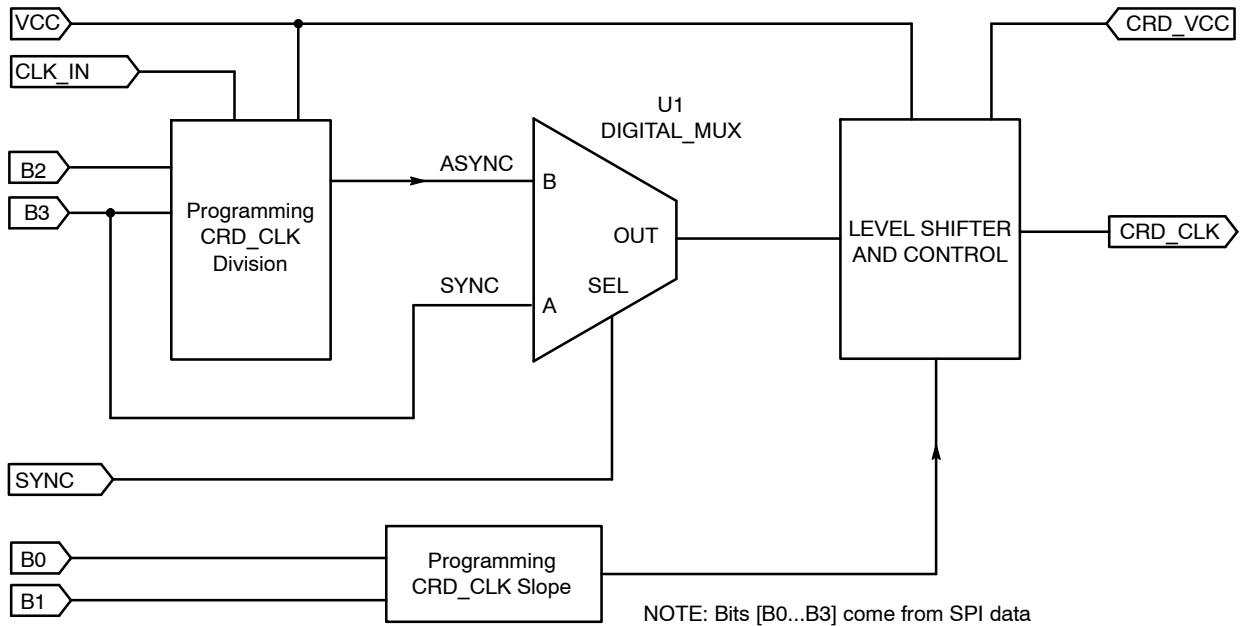 VCC
CRD_VCC
CLK_IN
U1
DIGITAL_MUX
B2
ASYNC
B
B3
Programming
CRD_CLK
Division
OUT
LEVEL SHIFTER
AND CONTROL
CRD_CLK
SYNC
SEL
A
SYNC
B0
Programming
CRD_CLK Slope
B1
NOTE: Bits [B0...B3] come from SPI data